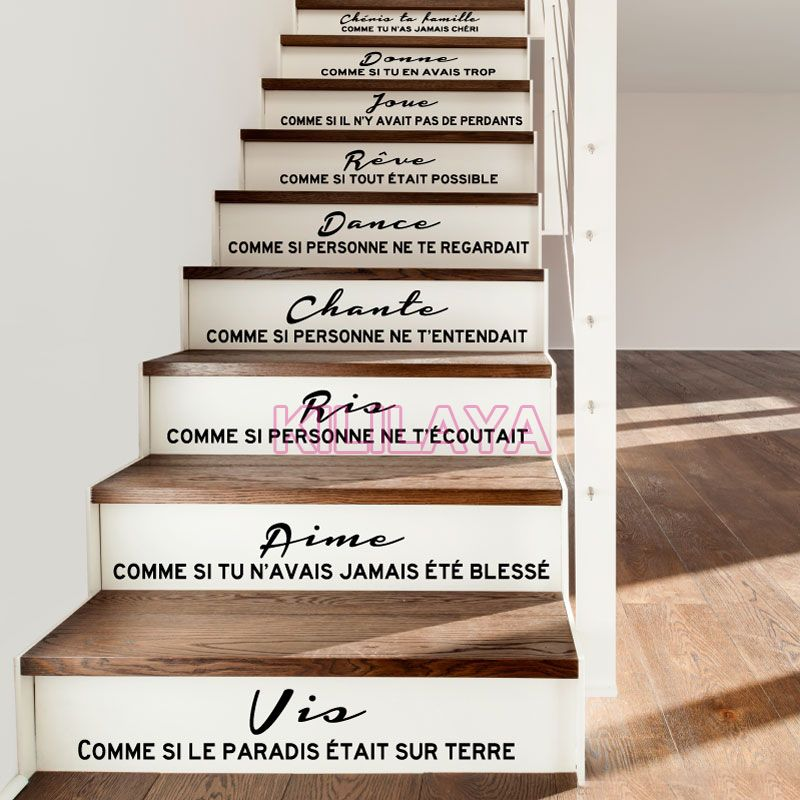 Chéris ta famille
COMME TU N'AS JAMAIS CHÉRI
Donne
COMME SI TU EN AVAIS TROP
Joue
COMME SI IL N'Y AVAIT PAS DE PERDANTS
Rêve
COMME SI TOUT ÉTAIT POSSIBLE
Dance
COMME SI PERSONNE NE TE REGARDAIT
Chante
COMME SI PERSONNE NE T'ENTENDAIT
Ris
COMME SI PERSONNE NE T'ÉCOUTAIT
KILILAYA
Aime
COMME SI TU N'AVAIS JAMAIS ÉTÉ BLESSÉ
Vis
COMME SI LE PARADIS ÉTAIT SUR TERRE